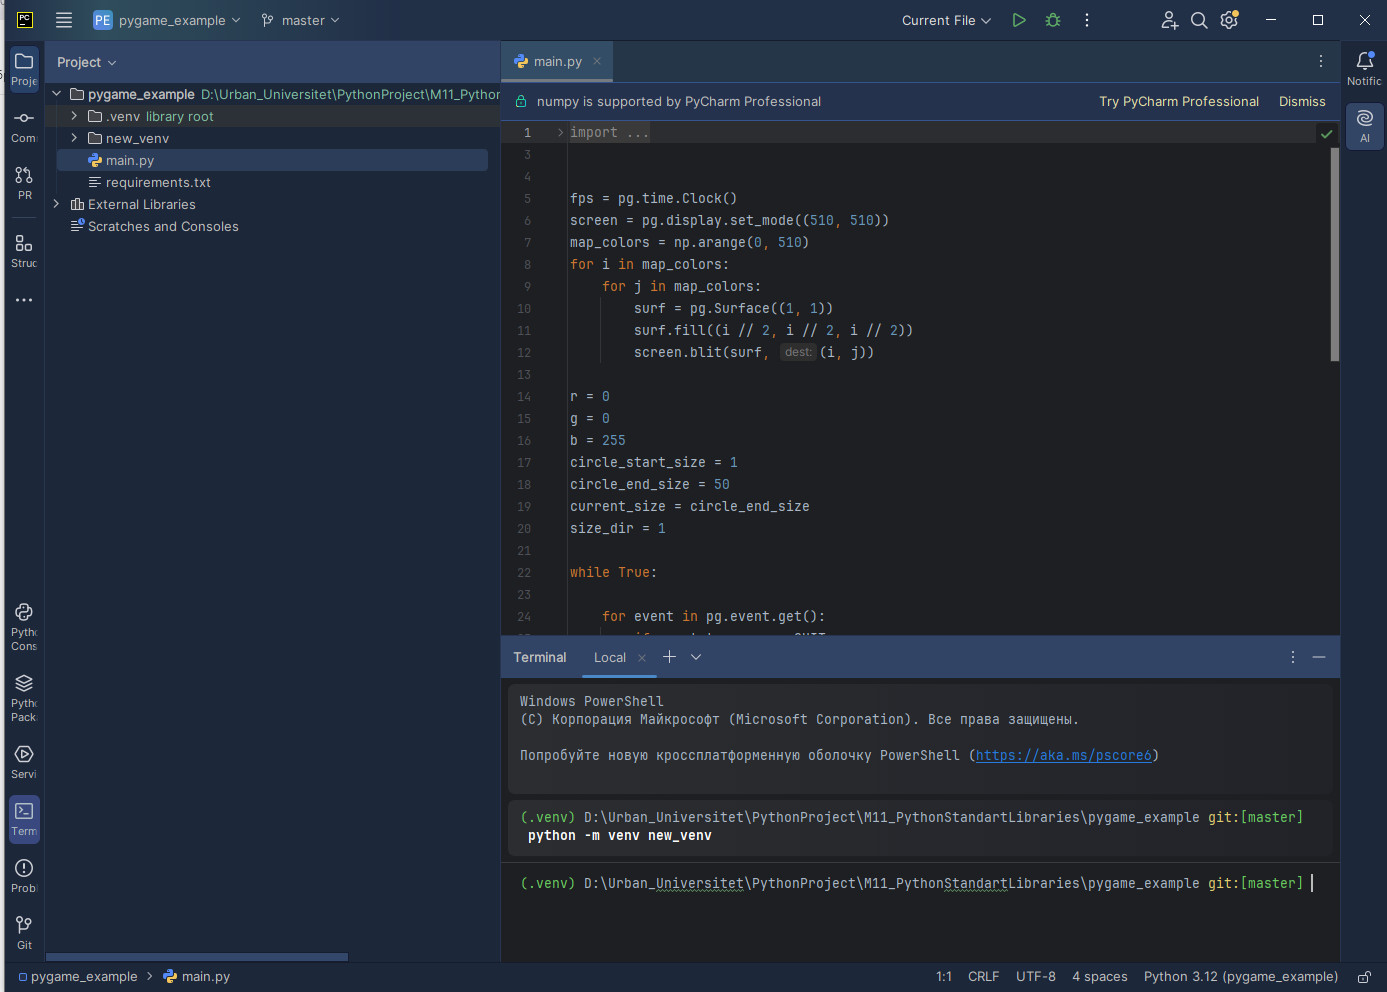 PC
PE pygame_example
master
Current File
Proje
Com
PR
Struc
Pytho
Cons
Pytho
Pack
Servi
Term
Probl
Git
Project
pygame_example D:\Urban_Universitet\PythonProject\M11_Python
.venv library root
new_venv
main.py
requirements.txt
External Libraries
Scratches and Consoles
main.py
numpy is supported by PyCharm Professional
Try PyCharm Professional
Dismiss
Notific
AI
1 import ...
3
4
5 fps = pg.time.Clock()
6 screen = pg.display.set_mode((510, 510))
7 map_colors = np.arange(0, 510)
8 for i in map_colors:
9 for j in map_colors:
10 surf = pg.Surface((1, 1))
11 surf.fill((i // 2, i // 2, i // 2))
12 screen.blit(surf, dest: (i, j))
13
14 r = 0
15 g = 0
16 b = 255
17 circle_start_size = 1
18 circle_end_size = 50
19 current_size = circle_end_size
20 size_dir = 1
21
22 while True:
23
24 for event in pg.event.get():
Terminal
Local
Windows PowerShell
(C) Корпорация Майкрософт (Microsoft Corporation). Все права защищены.
Попробуйте новую кроссплатформенную оболочку PowerShell (https://aka.ms/pscore6)
(.venv) D:\Urban_Universitet\PythonProject\M11_PythonStandartLibraries\pygame_example git:[master]
python -m venv new_venv
(.venv) D:\Urban_Universitet\PythonProject\M11_PythonStandartLibraries\pygame_example git:[master]
pygame_example
main.py
1:1
CRLF
UTF-8
4 spaces
Python 3.12 (pygame_example)